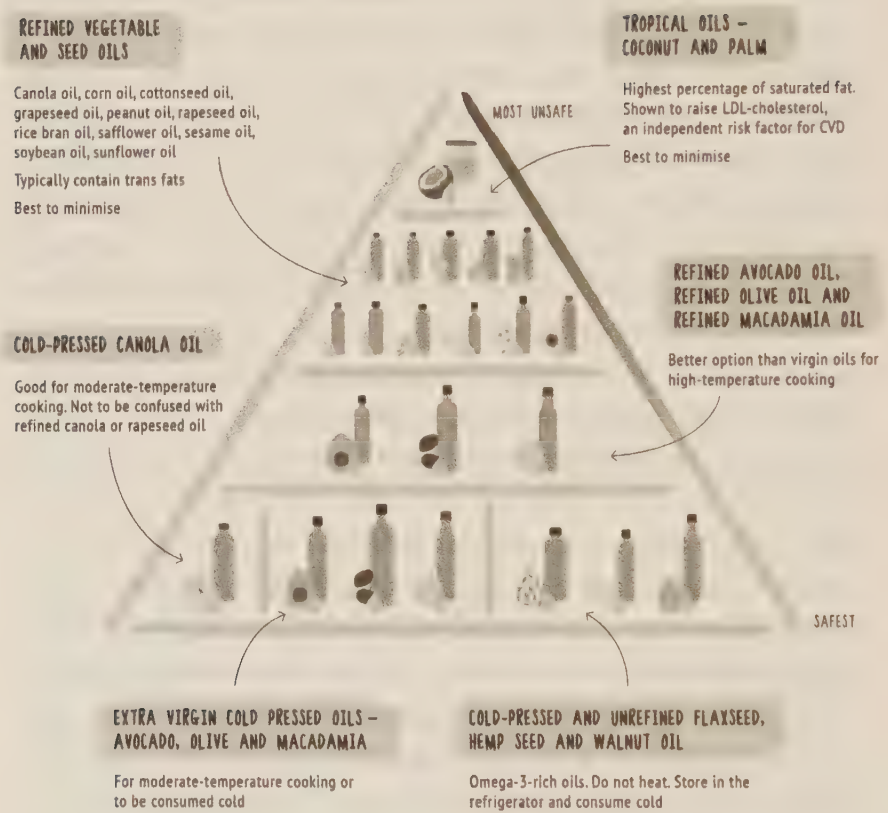 REFINED VEGETABLE
AND SEED OILS
Canola oil, corn oil, cottonseed oil,
grapeseed oil, peanut oil, rapeseed oil,
rice bran oil, safflower oil, sesame oil,
soybean oil, sunflower oil
Typically contain trans fats
Best to minimise
TROPICAL OILS –
COCONUT AND PALM
Highest percentage of saturated fat.
Shown to raise LDL-cholesterol,
an independent risk factor for CVD
Best to minimise
MOST UNSAFE
REFINED AVOCADO OIL,
REFINED OLIVE OIL AND
REFINED MACADAMIA OIL
Better option than virgin oils for
high-temperature cooking
COLD-PRESSED CANOLA OIL
Good for moderate-temperature
cooking. Not to be confused with
refined canola or rapeseed oil
SAFEST
EXTRA VIRGIN COLD PRESSED OILS –
AVOCADO, OLIVE AND MACADAMIA
For moderate-temperature cooking or
to be consumed cold
COLD-PRESSED AND UNREFINED FLAXSEED,
HEMP SEED AND WALNUT OIL
Omega-3-rich oils. Do not heat. Store in the
refrigerator and consume cold